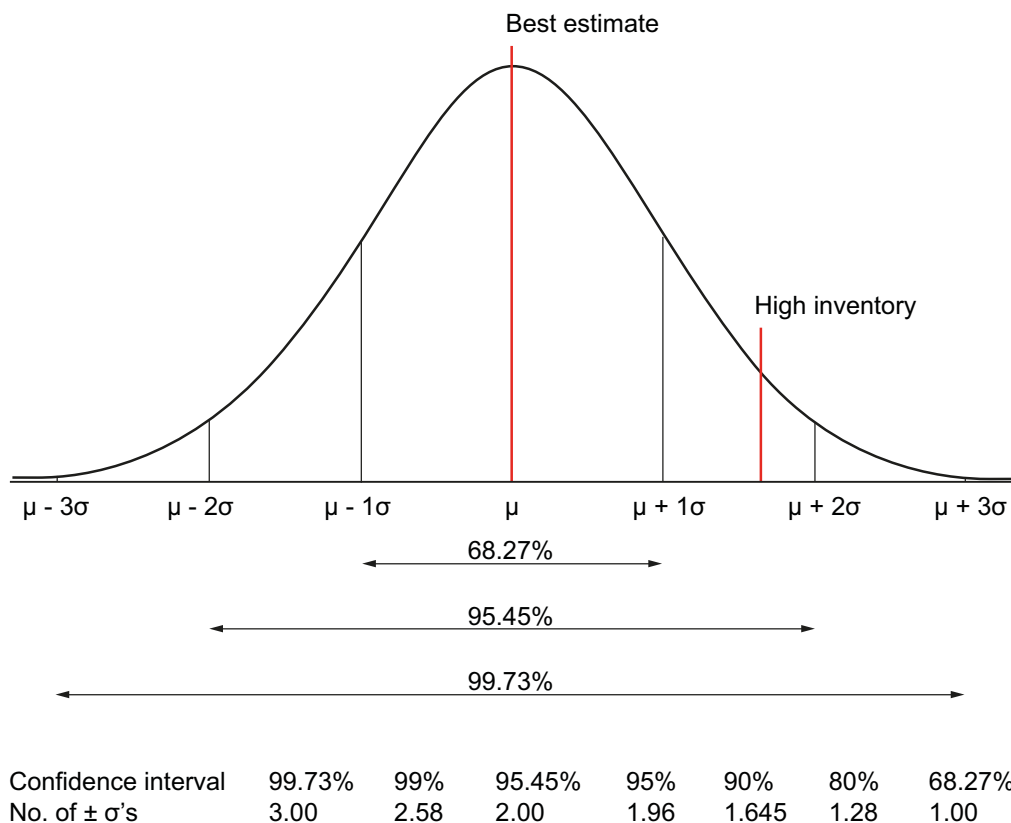 Best estimate
High inventory
μ - 3σ μ - 2σ μ - 1σ μ μ + 1σ μ + 2σ μ + 3σ
68.27%
95.45%
99.73%
Confidence interval 99.73% 99% 95.45% 95% 90% 80% 68.27%
No. of ± σ's 3.00 2.58 2.00 1.96 1.645 1.28 1.00